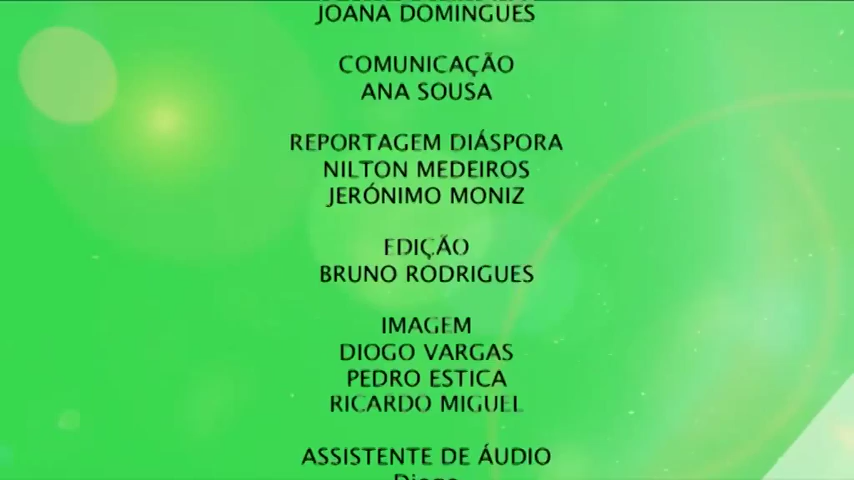 JOANA DOMINGUES
COMUNICAÇÃO
ANA SOUSA
REPORTAGEM DIÁSPORA
NILTON MEDEIROS
JERÓNIMO MONIZ
EDIÇÃO
BRUNO RODRIGUES
IMAGEM
DIOGO VARGAS
PEDRO ESTICA
RICARDO MIGUEL
ASSISTENTE DE ÁUDIO